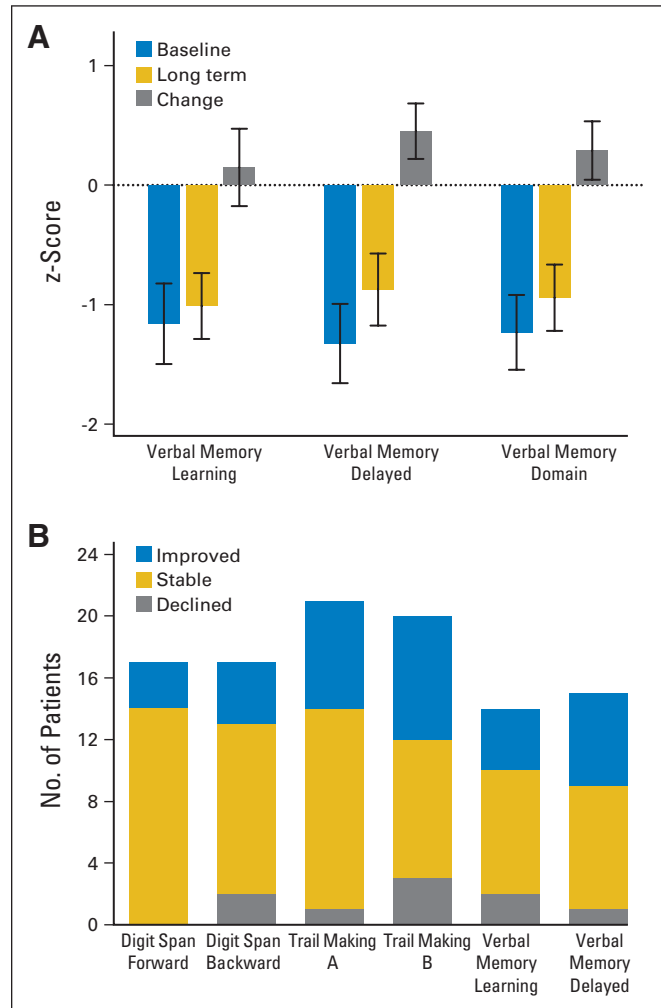 A
Baseline
Long term
Change
1
0
-1
-2
z-Score
Verbal Memory
Learning
Verbal Memory
Delayed
Verbal Memory
Domain
B
Improved
Stable
Declined
24
20
16
12
8
4
0
No. of Patients
Digit Span
Forward
Digit Span
Backward
Trail Making
A
Trail Making
B
Verbal
Memory
Learning
Verbal
Memory
Delayed